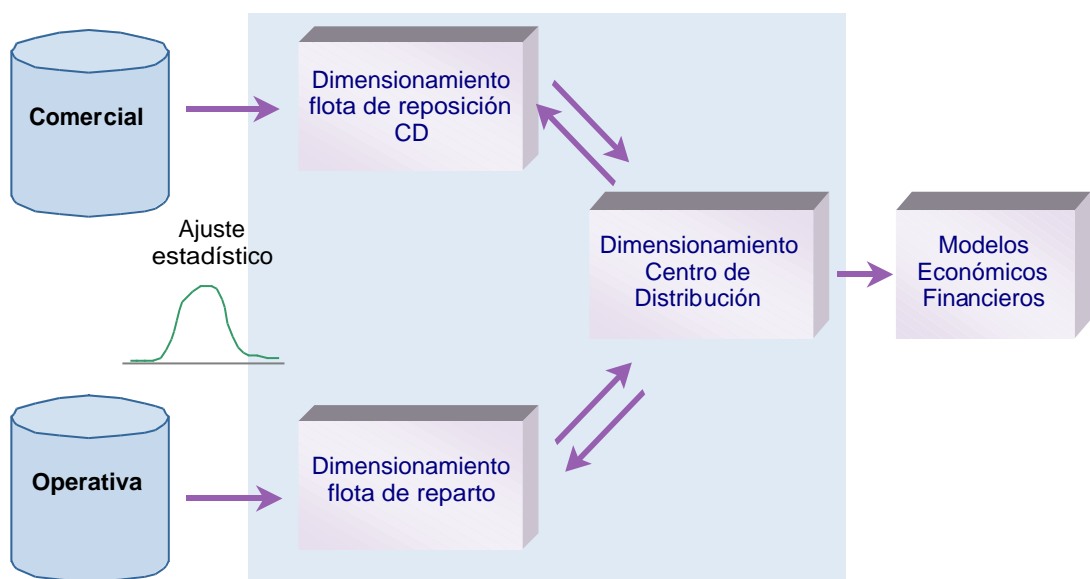 Comercial
Dimensionamiento
flota de reposición
CD
Ajuste
estadístico
Dimensionamiento
Centro de
Distribución
Modelos
Económicos
Financieros
Operativa
Dimensionamiento
flota de reparto